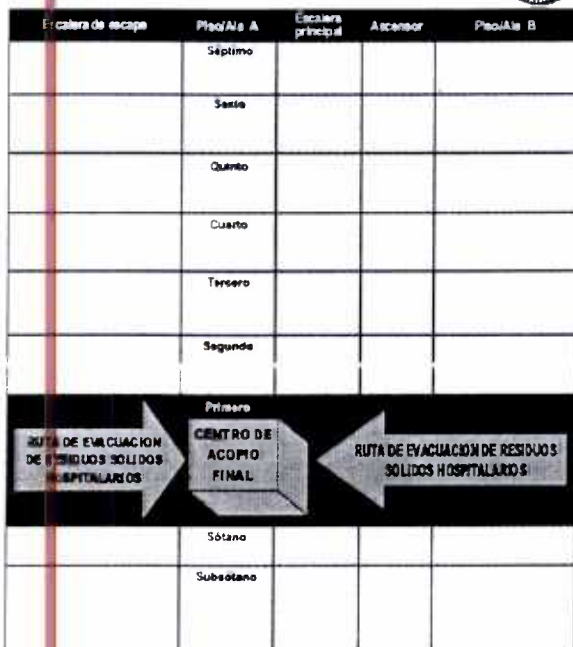 Escalera de escape Piso/Ala A Escalera principal Ascensor Piso/Ala B
Séptimo
Sexto
Quinto
Cuarto
Tercero
Segundo
Primero
RUTA DE EVACUACION
DE RESIDUOS SOLIDOS
HOSPITALARIOS
CENTRO DE
ACOPIO
FINAL
RUTA DE EVACUACION DE RESIDUOS
SOLIDOS HOSPITALARIOS
Sótano
Subsótano